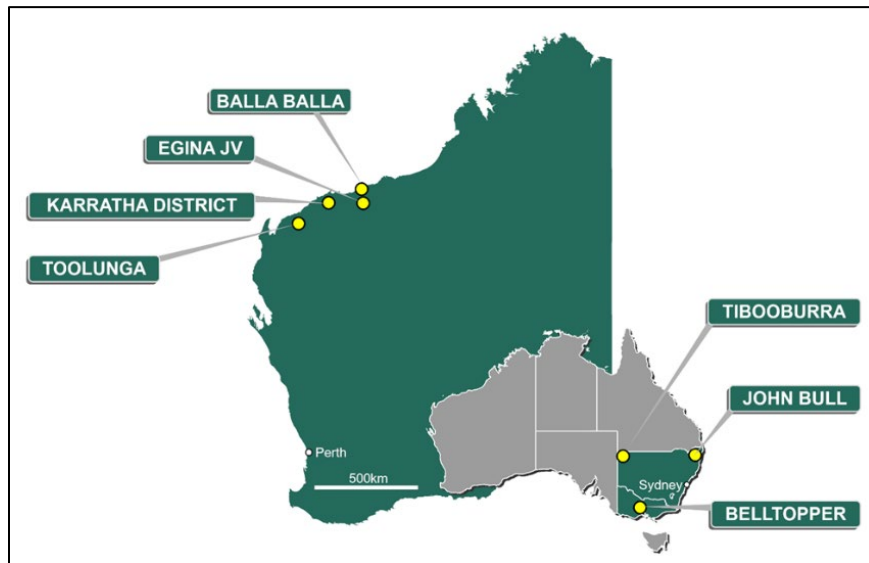 BALLA BALLA
EGINA JV
KARRATHA DISTRICT
TOOLUNGA
TIBOOBURRA
JOHN BULL
Perth
500km
Sydney
BELLTOPPER